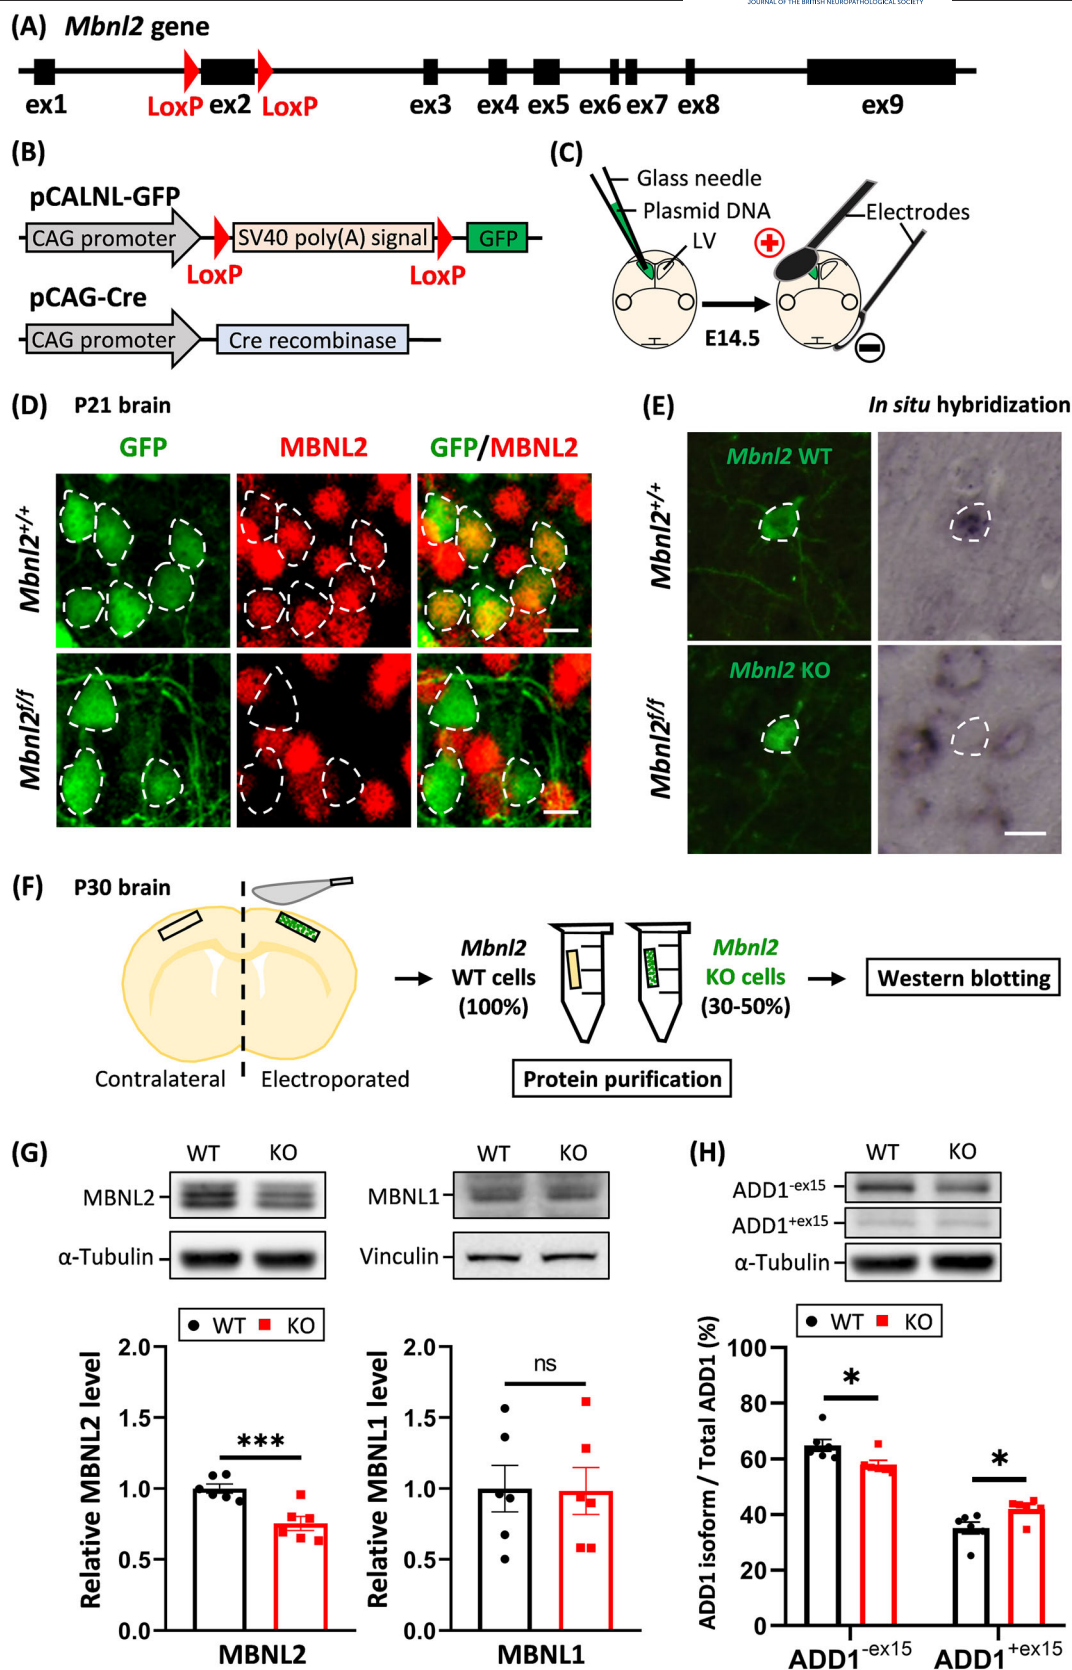 JOURNAL OF THE BRITISH NEUROPATHOLOGICAL SOCIETY
(A) Mbnl2 gene
ex1 LoxP ex2 LoxP ex3 ex4 ex5 ex6 ex7 ex8 ex9
(B)
pCALNL-GFP
CAG promoter SV40 poly(A) signal GFP
LoxP LoxP
pCAG-Cre
CAG promoter Cre recombinase
(C)
Glass needle
Plasmid DNA
LV
Electrodes
E14.5
(D) P21 brain
GFP MBNL2 GFP/MBNL2
Mbnl2+/+
Mbnl2f/f
(E) In situ hybridization
Mbnl2 WT
Mbnl2+/+
Mbnl2 KO
Mbnl2f/f
(F) P30 brain
Contralateral Electroporated
Mbnl2
WT cells
(100%)
Mbnl2
KO cells
(30-50%)
Protein purification
Western blotting
(G)
WT KO
MBNL2
α-Tubulin
WT KO
MBNL1
Vinculin
WT KO
Relative MBNL2 level
2.0
1.5
1.0
0.5
0.0
***
MBNL2
Relative MBNL1 level
2.0
1.5
1.0
0.5
0.0
ns
MBNL1
(H)
WT KO
ADD1-ex15
ADD1+ex15
α-Tubulin
WT KO
ADD1 isoform / Total ADD1 (%)
100
80
60
40
20
0
*
*
ADD1-ex15 ADD1+ex15